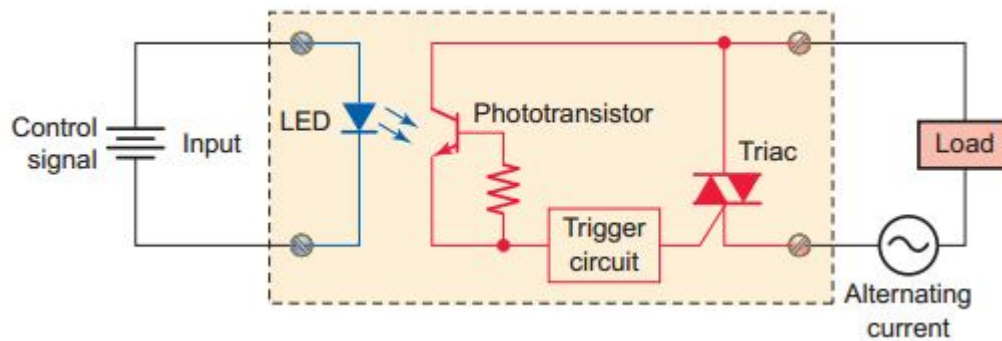 Control
signal
Input
LED
Phototransistor
Trigger
circuit
Triac
Load
Alternating
current